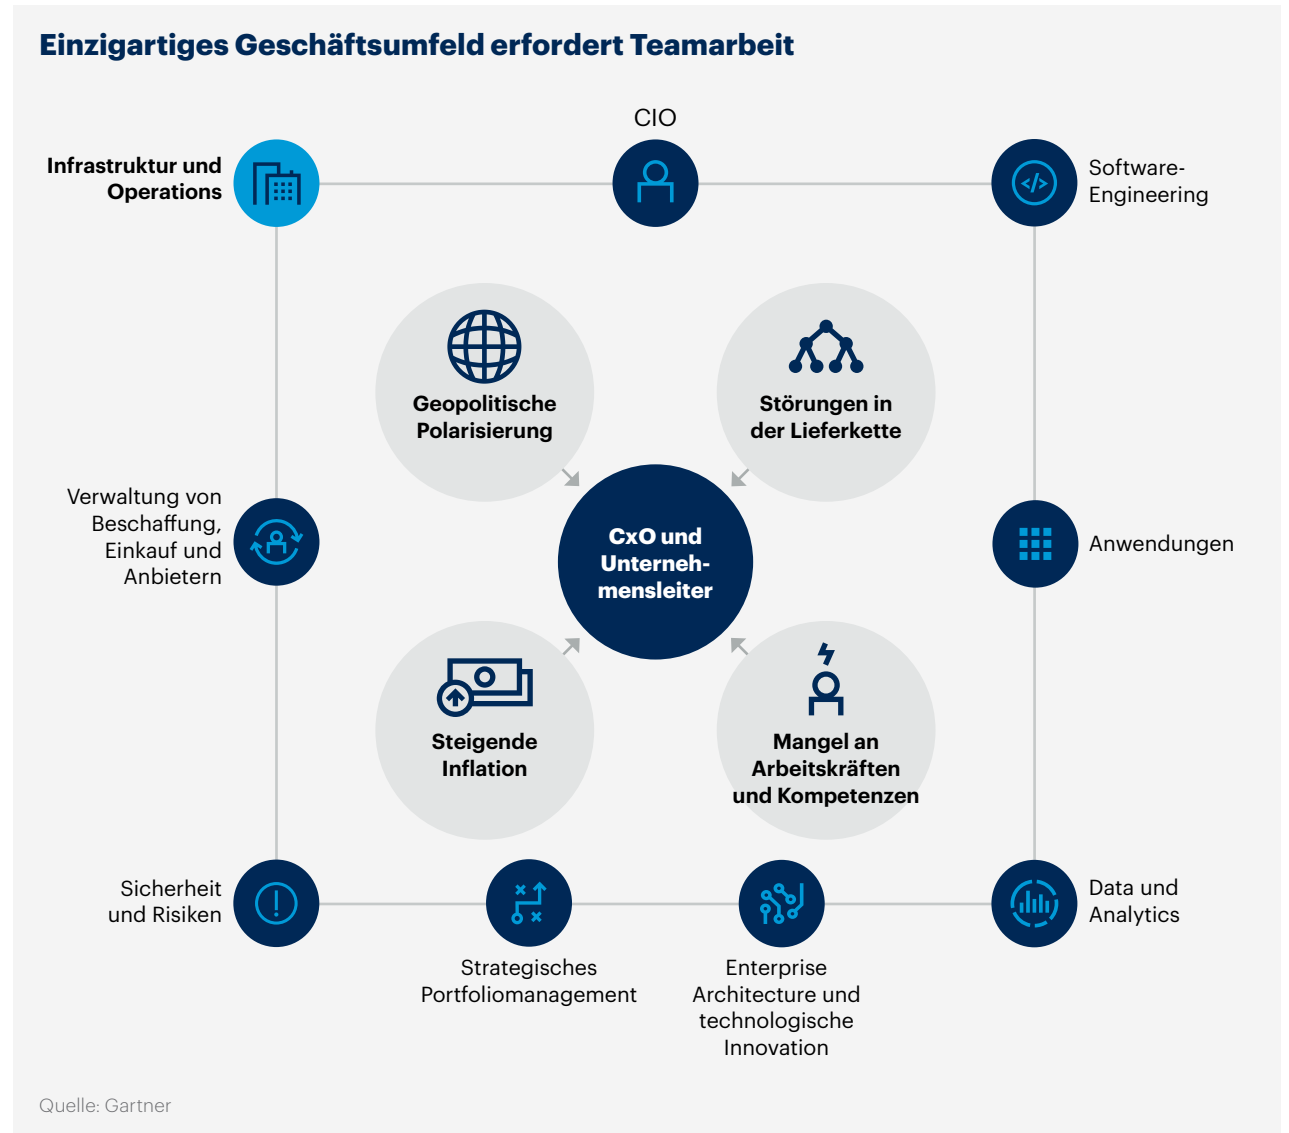 Einzigartiges Geschäftsumfeld erfordert Teamarbeit
CIO
Infrastruktur und
Operations
Software-
Engineering
Geopolitische
Polarisierung
Störungen in
der Lieferkette
Verwaltung von
Beschaffung,
Einkauf und
Anbietern
CxO und
Unterneh-
mensleiter
Anwendungen
Steigende
Inflation
Mangel an
Arbeitskräften
und Kompetenzen
Sicherheit
und Risiken
Data und
Analytics
Strategisches
Portfoliomanagement
Enterprise
Architecture und
technologische
Innovation
Quelle: Gartner